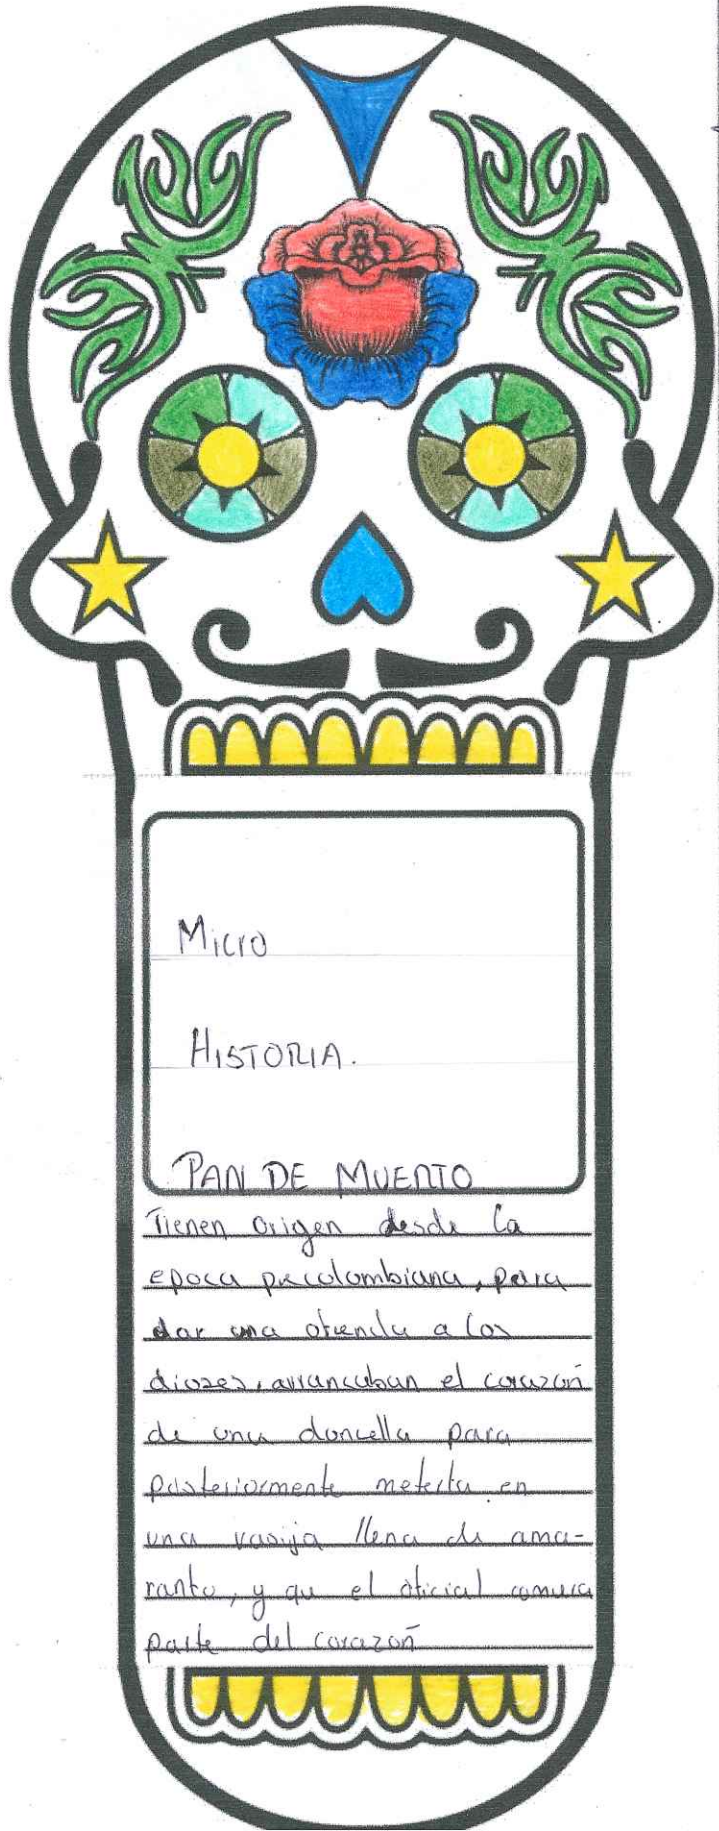 Micro
HISTORIA.
PAN DE MUERTO
Tienen origen desde la
epoca precolombiana, para
dar una ofrenda a los
diozes, arrancaban el corazón
de una doncella para
posteriormente meterla en
una vasija llena de ama-
ranto, y que el oficial comiera
parte del corazón